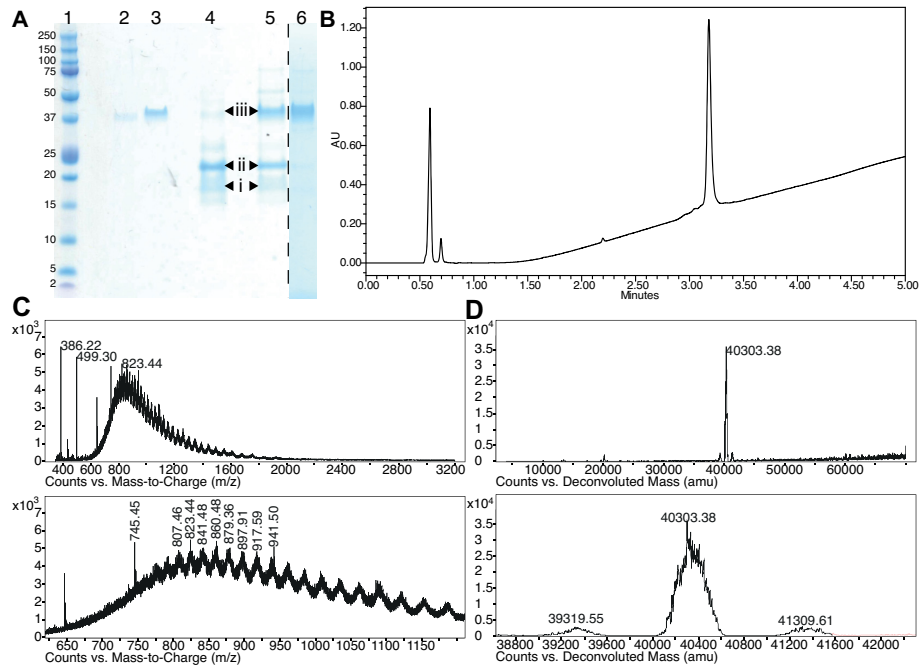 A
1 2 3 4 5 6
250
150
100
75
50
37
25
20
15
10
5
2
iii
ii
i
B
1.20
1.00
0.80
AU
0.60
0.40
0.20
0.00
0.00 0.50 1.00 1.50 2.00 2.50 3.00 3.50 4.00 4.50 5.00
Minutes
C
x10³
7
6
5
4
3
2
1
0
386.22
499.30
823.44
400 800 1200 1600 2000 2400 2800 3200
Counts vs. Mass-to-Charge (m/z)
x10³
7
6
5
4
3
2
1
0
745.45
807.46
823.44
841.48
860.48
879.36
897.91
917.59
941.50
650 700 750 800 850 900 950 1000 1050 1100 1150
Counts vs. Mass-to-Charge (m/z)
D
x10⁴
3.5
3
2.5
2
1.5
1
0.5
0
40303.38
10000 20000 30000 40000 50000 60000
Counts vs. Deconvoluted Mass (amu)
x10⁴
3.5
3
2.5
2
1.5
1
0.5
0
40303.38
39319.55
41309.61
38800 39200 39600 40000 40400 40800 41200 41600 42000
Counts vs. Deconvoluted Mass (amu)